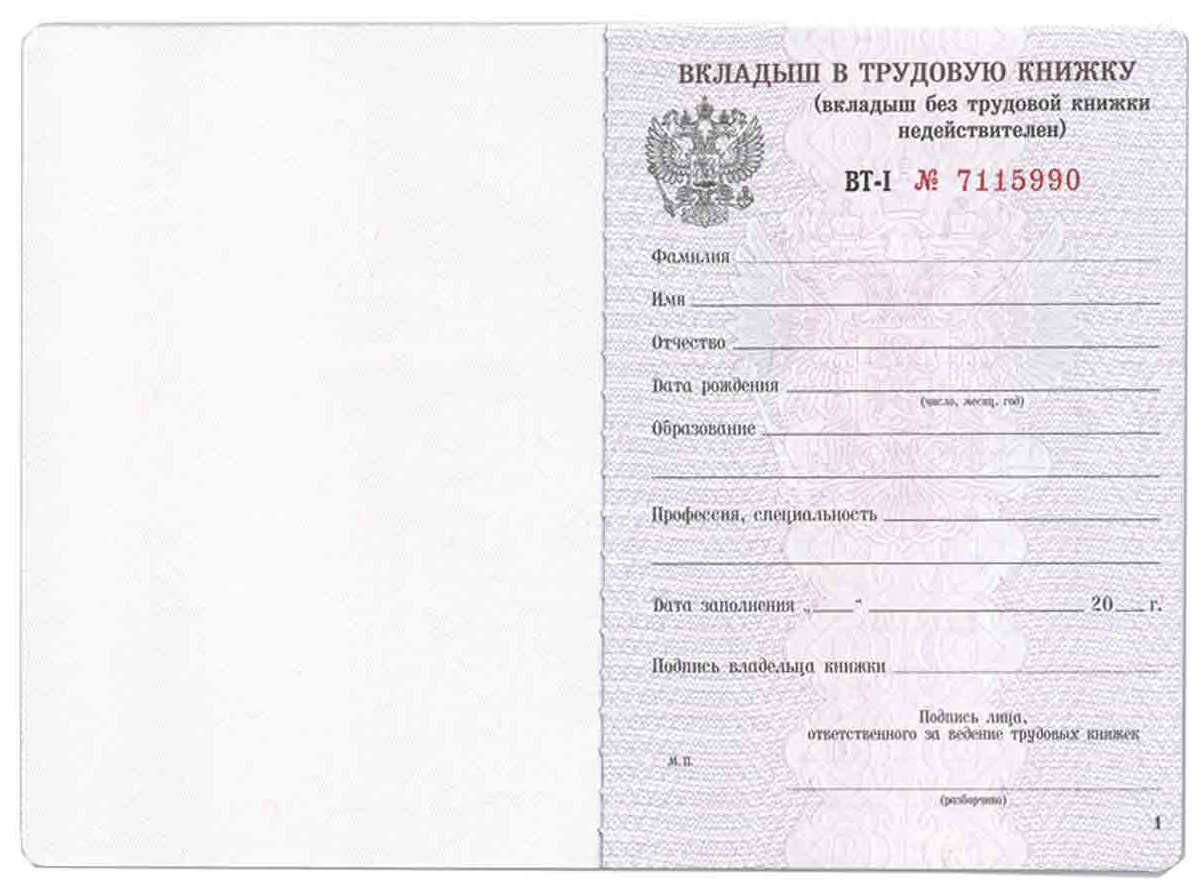 ВКЛАДЫШ В ТРУДОВУЮ КНИЖКУ
(вкладыш без трудовой книжки
недействителен)
ВТ-I № 7115990
Фамилия
Имя
Отчество
Дата рождения
(число, месяц, год)
Образование
Профессия, специальность
Дата заполнения „ “ 20 г.
Подпись владельца книжки
Подпись лица,
ответственного за ведение трудовых книжек
М.П.
(разборчиво)
1